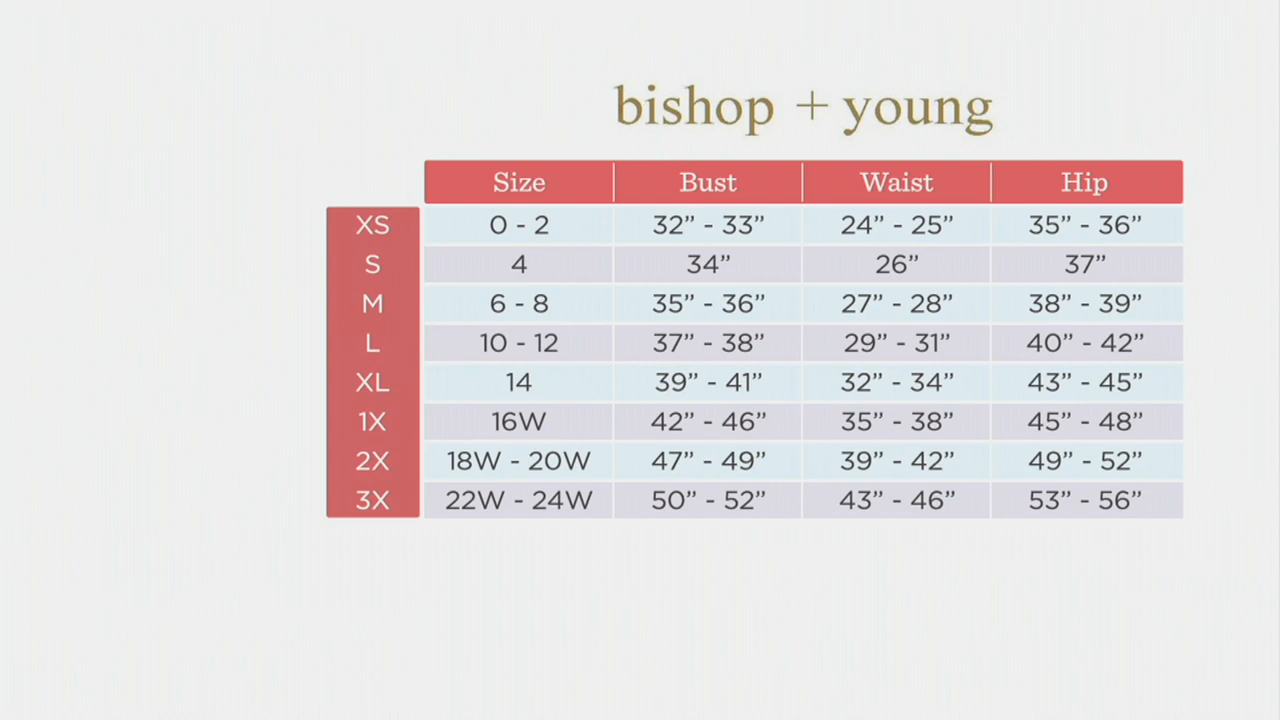 bishop + young
Size Bust Waist Hip
XS 0 - 2 32” - 33” 24” - 25” 35” - 36”
S 4 34” 26” 37”
M 6 - 8 35” - 36” 27” - 28” 38” - 39”
L 10 - 12 37” - 38” 29” - 31” 40” - 42”
XL 14 39” - 41” 32” - 34” 43” - 45”
1X 16W 42” - 46” 35” - 38” 45” - 48”
2X 18W - 20W 47” - 49” 39” - 42” 49” - 52”
3X 22W - 24W 50” - 52” 43” - 46” 53” - 56”